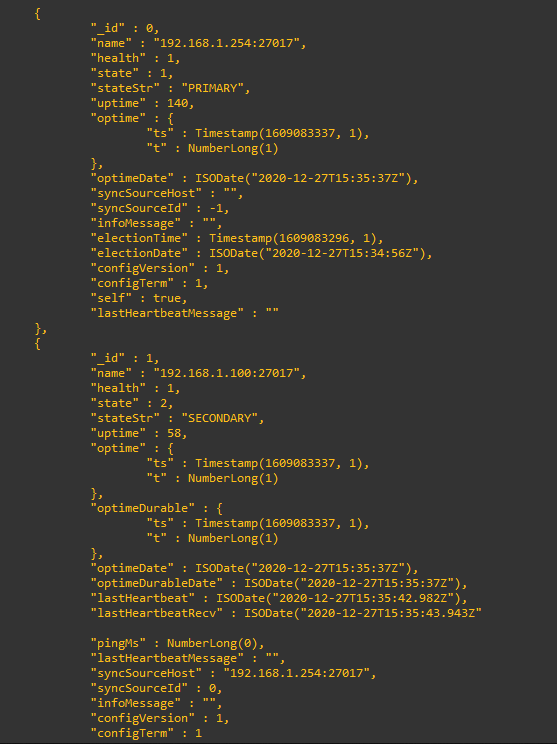 {
"_id" : 0,
"name" : "192.168.1.254:27017",
"health" : 1,
"state" : 1,
"stateStr" : "PRIMARY",
"uptime" : 140,
"optime" : {
"ts" : Timestamp(1609083337, 1),
"t" : NumberLong(1)
},
"optimeDate" : ISODate("2020-12-27T15:35:37Z"),
"syncSourceHost" : "",
"syncSourceId" : -1,
"infoMessage" : "",
"electionTime" : Timestamp(1609083296, 1),
"electionDate" : ISODate("2020-12-27T15:34:56Z"),
"configVersion" : 1,
"configTerm" : 1,
"self" : true,
"lastHeartbeatMessage" : ""
},
{
"_id" : 1,
"name" : "192.168.1.100:27017",
"health" : 1,
"state" : 2,
"stateStr" : "SECONDARY",
"uptime" : 58,
"optime" : {
"ts" : Timestamp(1609083337, 1),
"t" : NumberLong(1)
},
"optimeDurable" : {
"ts" : Timestamp(1609083337, 1),
"t" : NumberLong(1)
},
"optimeDate" : ISODate("2020-12-27T15:35:37Z"),
"optimeDurableDate" : ISODate("2020-12-27T15:35:37Z"),
"lastHeartbeat" : ISODate("2020-12-27T15:35:42.982Z"),
"lastHeartbeatRecv" : ISODate("2020-12-27T15:35:43.943Z"
"pingMs" : NumberLong(0),
"lastHeartbeatMessage" : "",
"syncSourceHost" : "192.168.1.254:27017",
"syncSourceId" : 0,
"infoMessage" : "",
"configVersion" : 1,
"configTerm" : 1